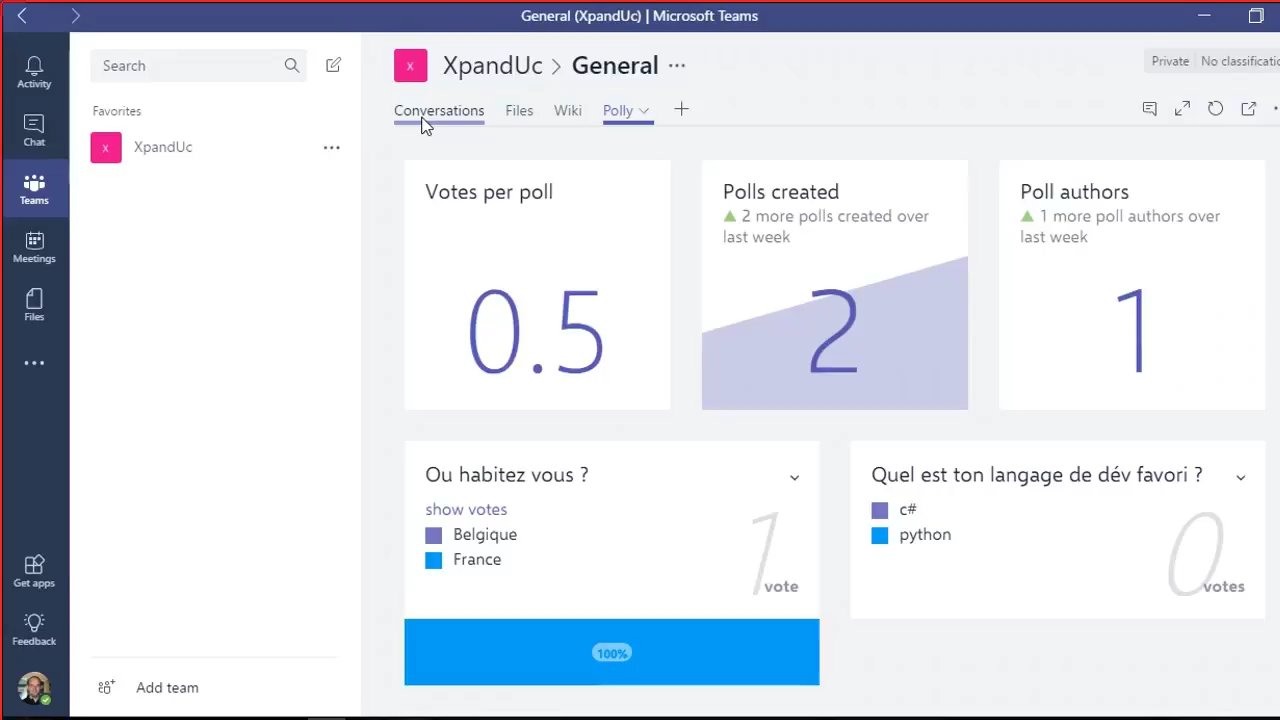 General (XpandUc) | Microsoft Teams
Activity
Chat
Teams
Meetings
Files
Get apps
Feedback
Search
Favorites
x XpandUc
Add team
x XpandUc > General
Private No classificatio
Conversations Files Wiki Polly
Votes per poll
0.5
Polls created
2 more polls created over
last week
2
Poll authors
1 more poll authors over
last week
1
Ou habitez vous ?
show votes
Belgique
France
1
vote
100%
Quel est ton langage de dév favori ?
c#
python
0
votes